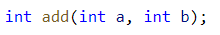 int add(int a, int b);